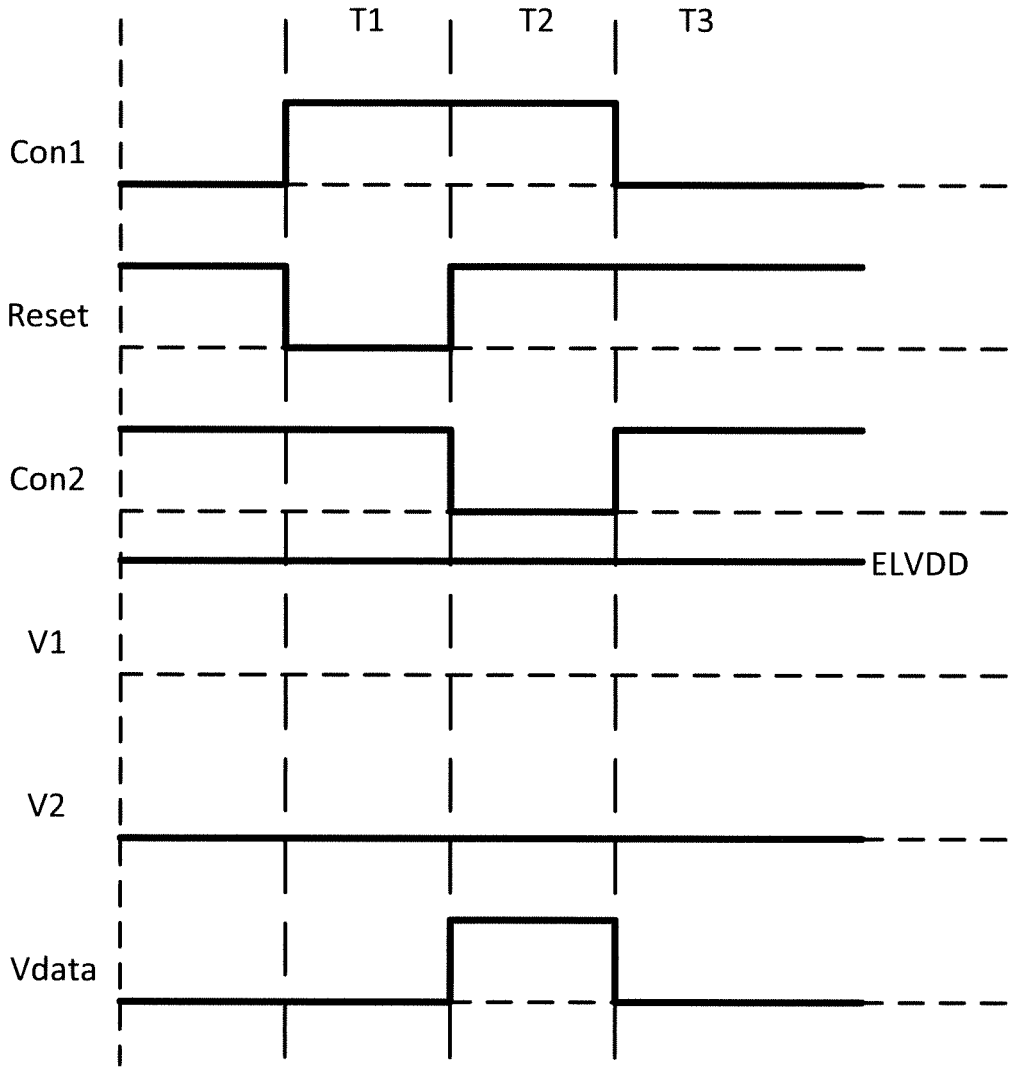 T1 T2 T3
Con1
Reset
Con2
ELVDD
V1
V2
Vdata